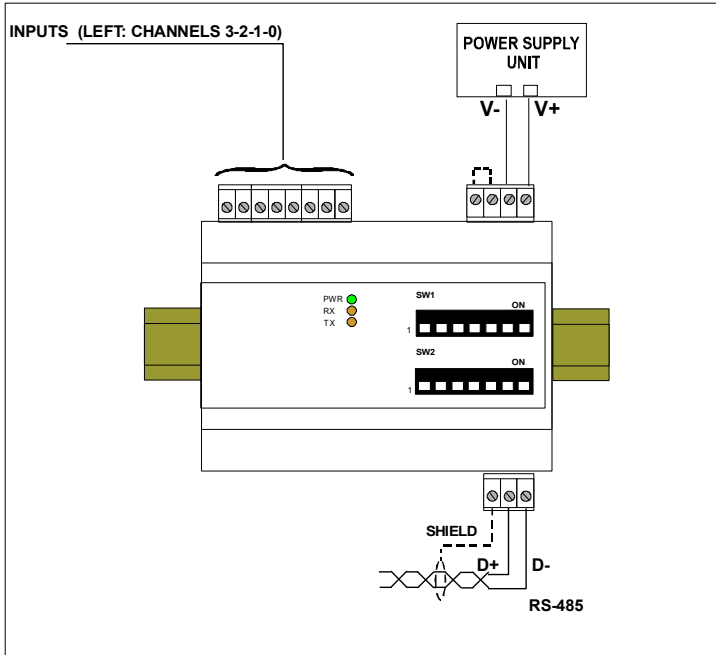 INPUTS (LEFT: CHANNELS 3-2-1-0)
POWER SUPPLY
UNIT
V- V+
PWR
RX
TX
SW1
ON
1
SW2
ON
1
SHIELD
D+ D-
RS-485